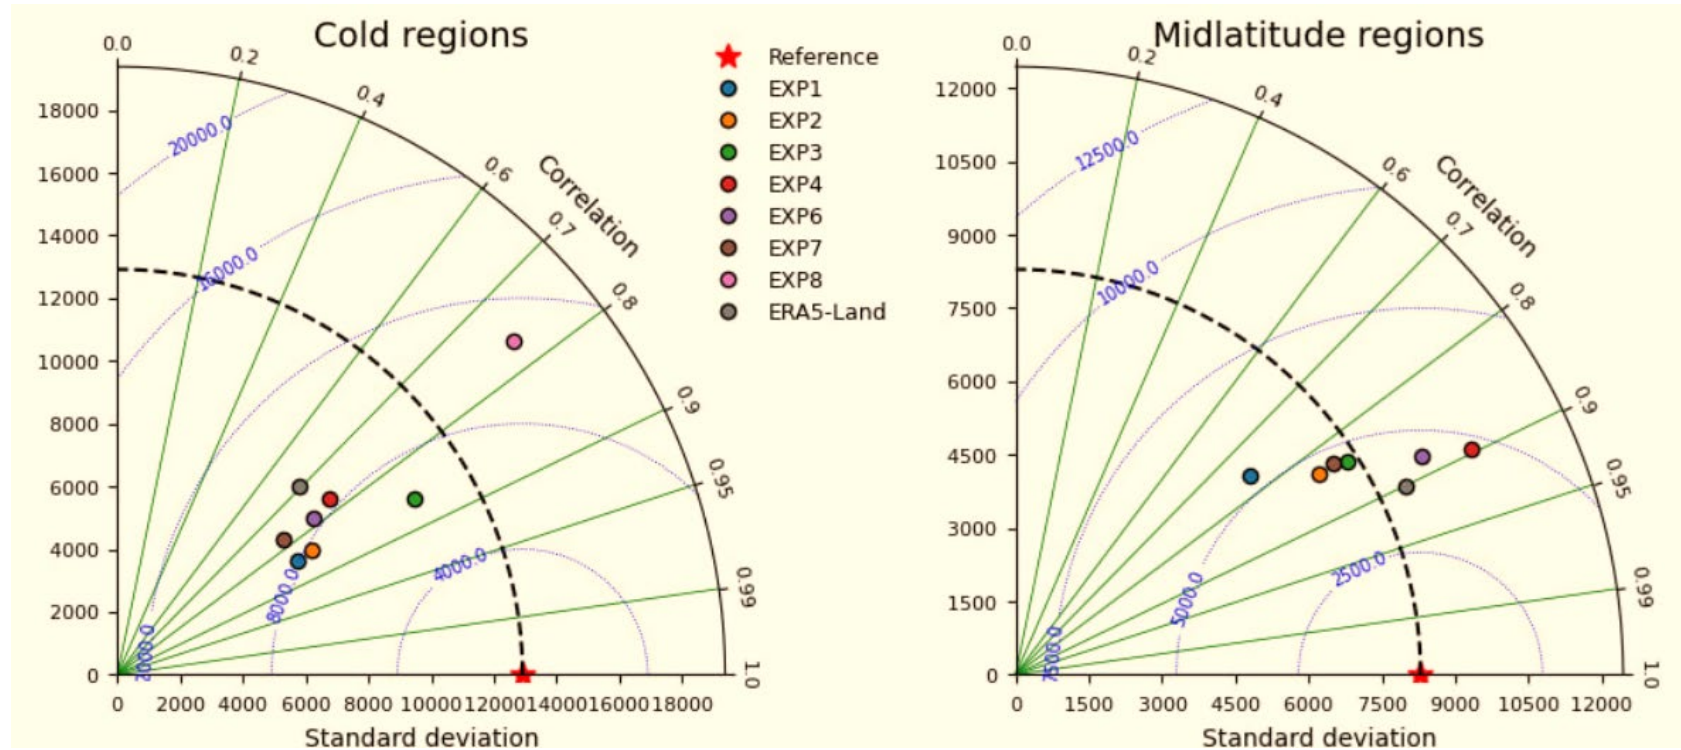 Cold regions
0.0
0.2
0.4
0.6
0.7
0.8
0.9
0.95
0.99
1.0
Correlation
18000
16000
14000
12000
10000
8000
6000
4000
2000
0
20000.0
16000.0
8000.0
4000.0
0 2000 4000 6000 8000 10000 12000 14000 16000 18000
Standard deviation
Reference
EXP1
EXP2
EXP3
EXP4
EXP6
EXP7
EXP8
ERA5-Land
Midlatitude regions
0.0
0.2
0.4
0.6
0.7
0.8
0.9
0.95
0.99
1.0
Correlation
12000
10500
9000
7500
6000
4500
3000
1500
0
12500.0
10000.0
7500.0
5000.0
2500.0
0 1500 3000 4500 6000 7500 9000 10500 12000
Standard deviation